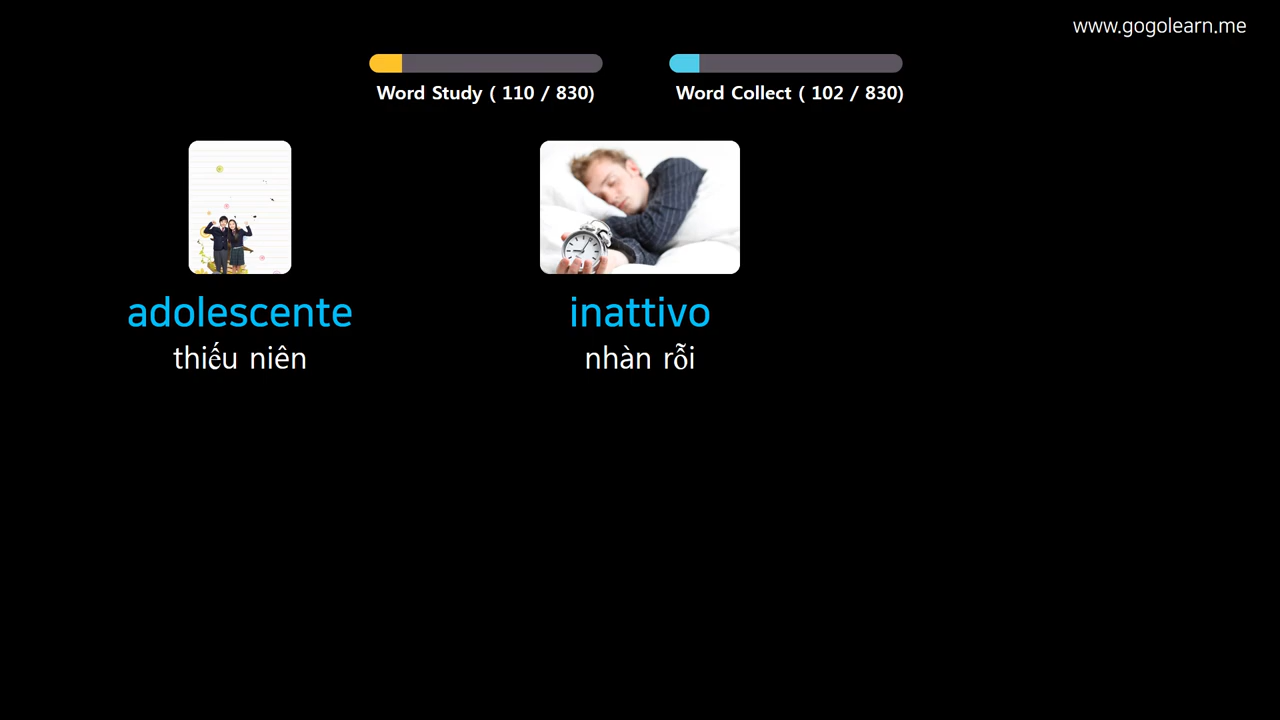 www.gogolearn.me
Word Study ( 110 / 830)
Word Collect ( 102 / 830)
adolescente
thiếu niên
inattivo
nhàn rỗi